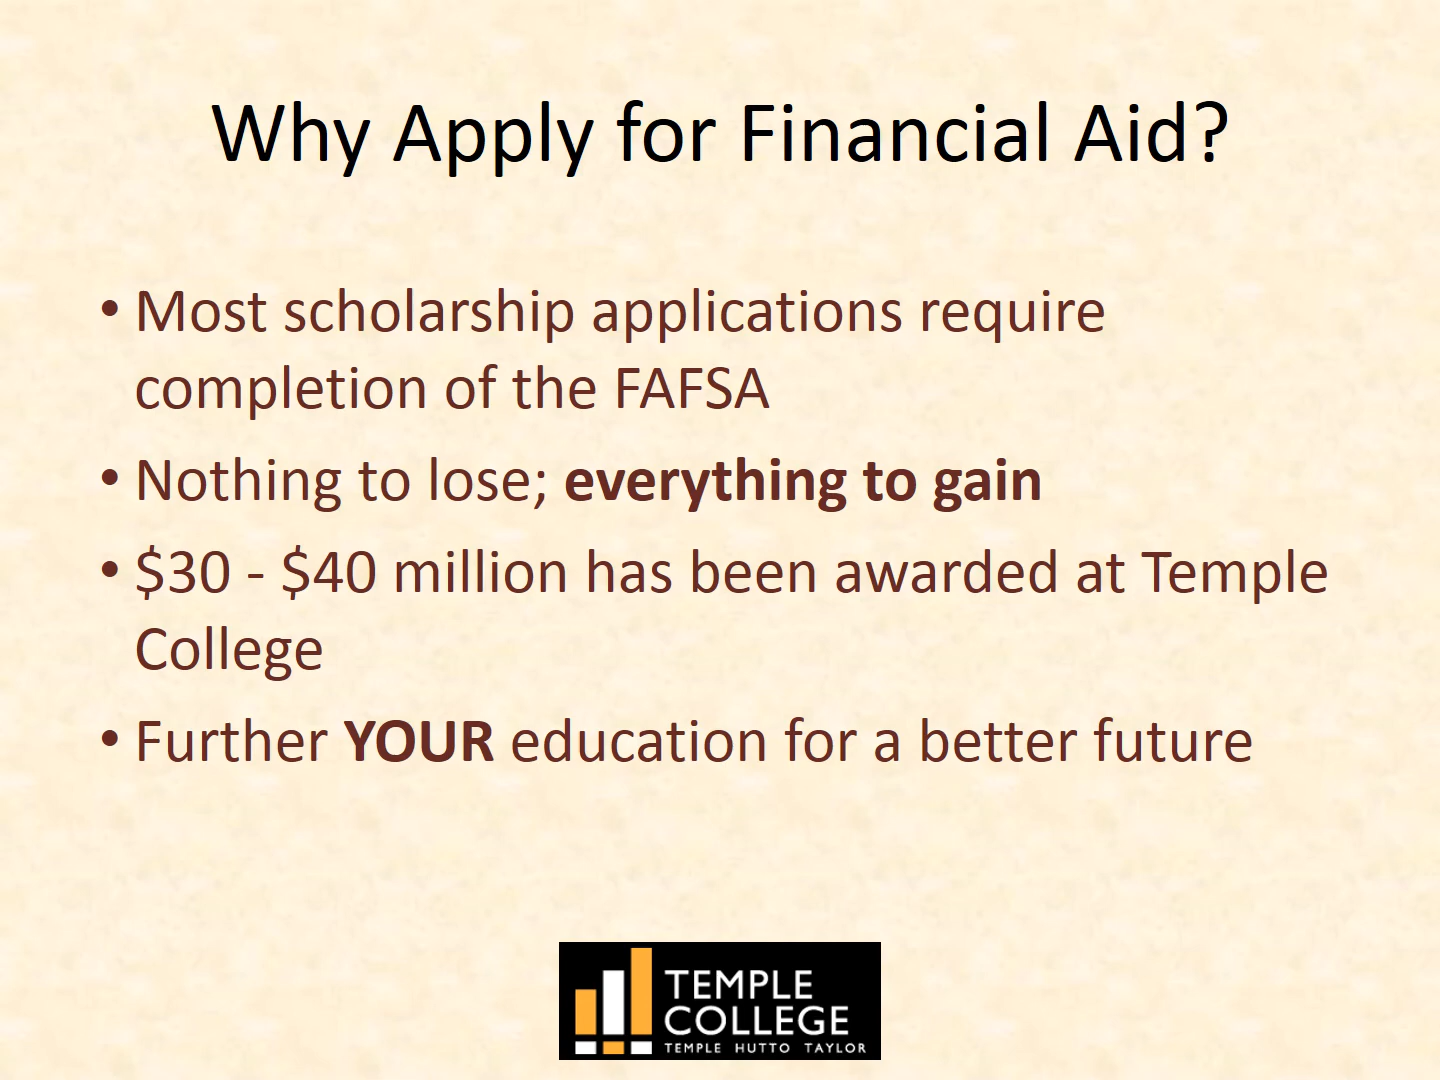 Why Apply for Financial Aid?
• Most scholarship applications require
completion of the FAFSA
• Nothing to lose; everything to gain
• $30 - $40 million has been awarded at Temple
College
• Further YOUR education for a better future
TEMPLE
COLLEGE
TEMPLE HUTTO TAYLOR